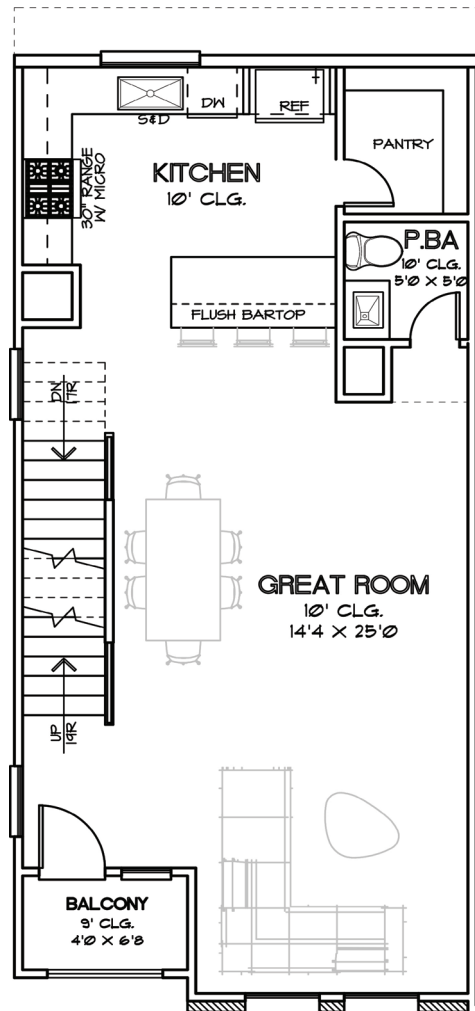 DW
REF
S&D
PANTRY
KITCHEN
10' CLG.
30" RANGE
W/ MICRO
P.BA
10' CLG.
5'0 X 5'0
FLUSH BARTOP
DN
17R
GREAT ROOM
10' CLG.
14'4 X 25'0
UP
19R
BALCONY
9' CLG.
4'0 X 6'8